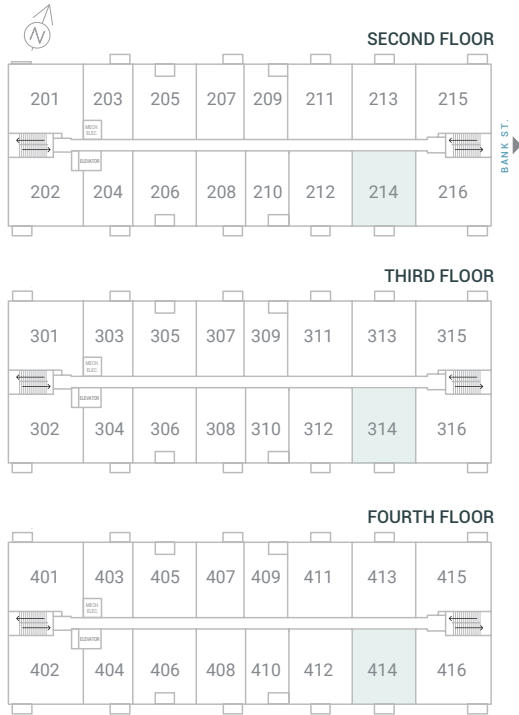 N
SECOND FLOOR
201 203 205 207 209 211 213 215
MECH.
ELEC.
BANK ST.
ELEVATOR
202 204 206 208 210 212 214 216
THIRD FLOOR
301 303 305 307 309 311 313 315
MECH.
ELEC.
ELEVATOR
302 304 306 308 310 312 314 316
FOURTH FLOOR
401 403 405 407 409 411 413 415
MECH.
ELEC.
ELEVATOR
402 404 406 408 410 412 414 416